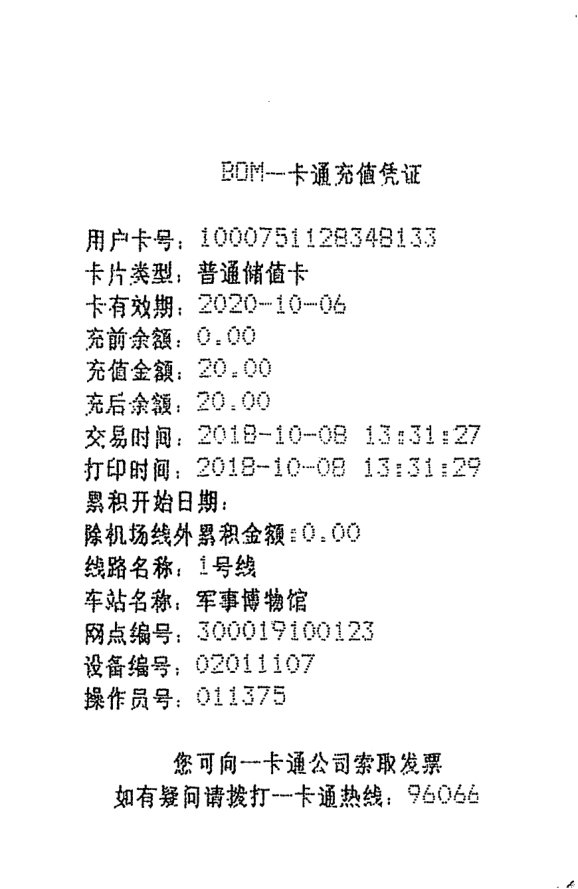 BOM一卡通充值凭证
用户卡号：1000751128348133
卡片类型：普通储值卡
卡有效期：2020-10-06
充前余额：0.00
充值金额：20.00
充后余额：20.00
交易时间：2018-10-08 13:31:27
打印时间：2018-10-08 13:31:29
累积开始日期：
除机场线外累积金额:0.00
线路名称：1号线
车站名称：军事博物馆
网点编号：300019100123
设备编号：02011107
操作员号：011375
您可向一卡通公司索取发票
如有疑问请拨打一卡通热线：96066